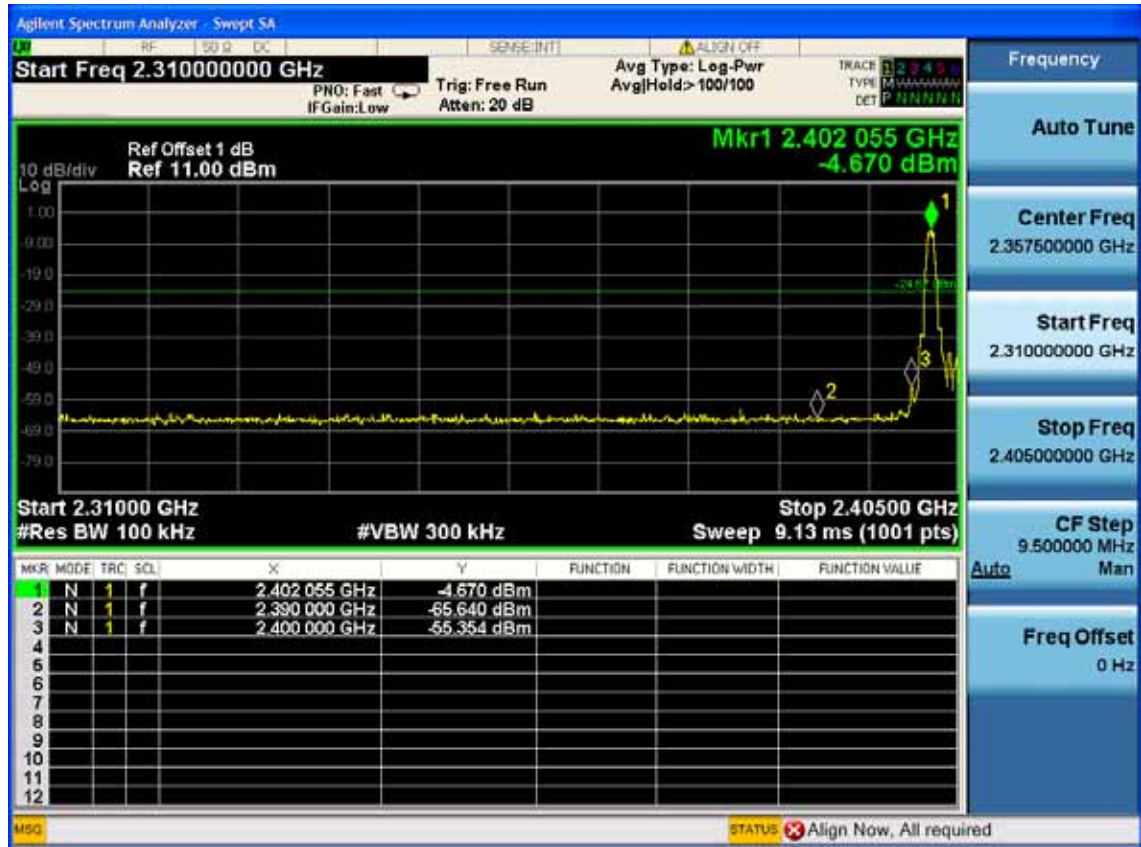 Agilent Spectrum Analyzer - Swept SA
RF 50 Ω DC SENSE:INT ALIGN OFF
Start Freq 2.310000000 GHz
PNO: Fast
IFGain:Low
Trig: Free Run
Atten: 20 dB
Avg Type: Log-Pwr
Avg|Hold:>100/100
TRACE 1 2 3 4 5 6
TYPE M
DET P N N N N N
Mkr1 2.402 055 GHz
-4.670 dBm
Ref Offset 1 dB
10 dB/div Ref 11.00 dBm
Log
1.00
-9.00
-19.0
-29.0
-39.0
-49.0
-59.0
-69.0
-79.0
-24.67 dBm
1
2
3
Start 2.31000 GHz Stop 2.40500 GHz
#Res BW 100 kHz #VBW 300 kHz Sweep 9.13 ms (1001 pts)
MKR MODE TRC SCL X Y FUNCTION FUNCTION WIDTH FUNCTION VALUE
1 N 1 f 2.402 055 GHz -4.670 dBm
2 N 1 f 2.390 000 GHz -65.640 dBm
3 N 1 f 2.400 000 GHz -55.354 dBm
4
5
6
7
8
9
10
11
12
MSG STATUS Align Now, All required
Frequency
Auto Tune
Center Freq
2.357500000 GHz
Start Freq
2.310000000 GHz
Stop Freq
2.405000000 GHz
CF Step
9.500000 MHz
Auto Man
Freq Offset
0 Hz